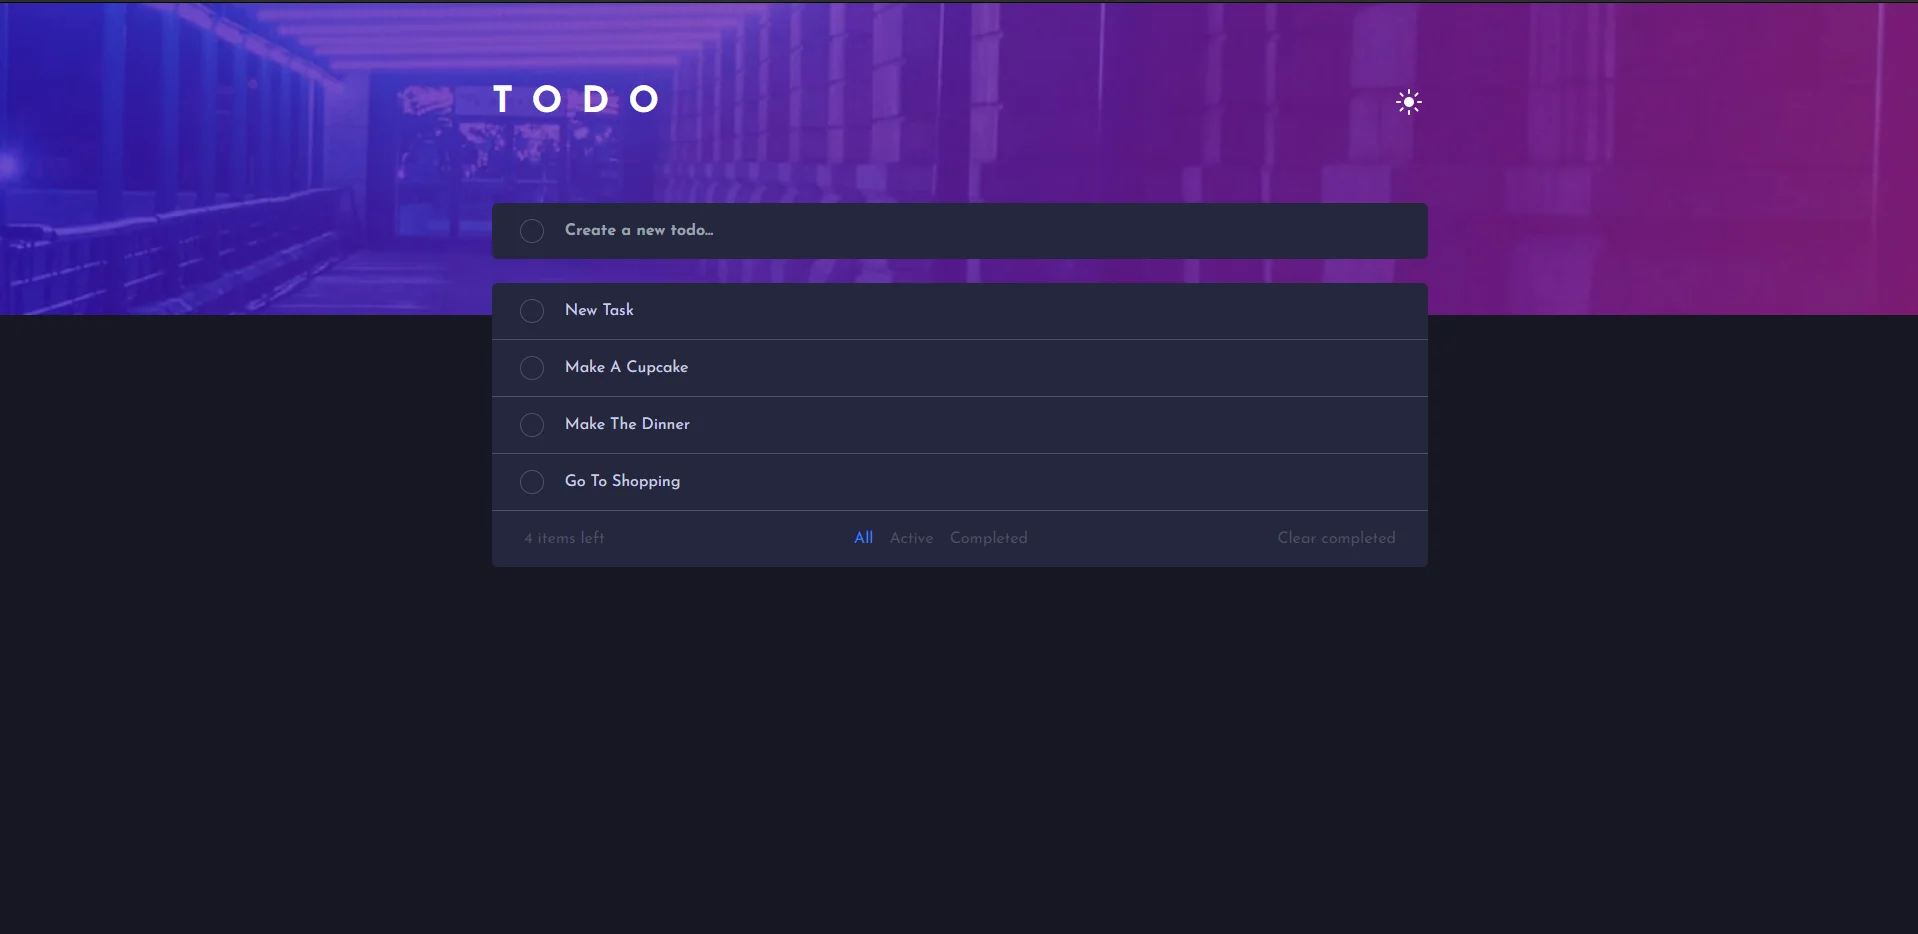 T O D O
Create a new todo...
New Task
Make A Cupcake
Make The Dinner
Go To Shopping
4 items left All Active Completed Clear completed